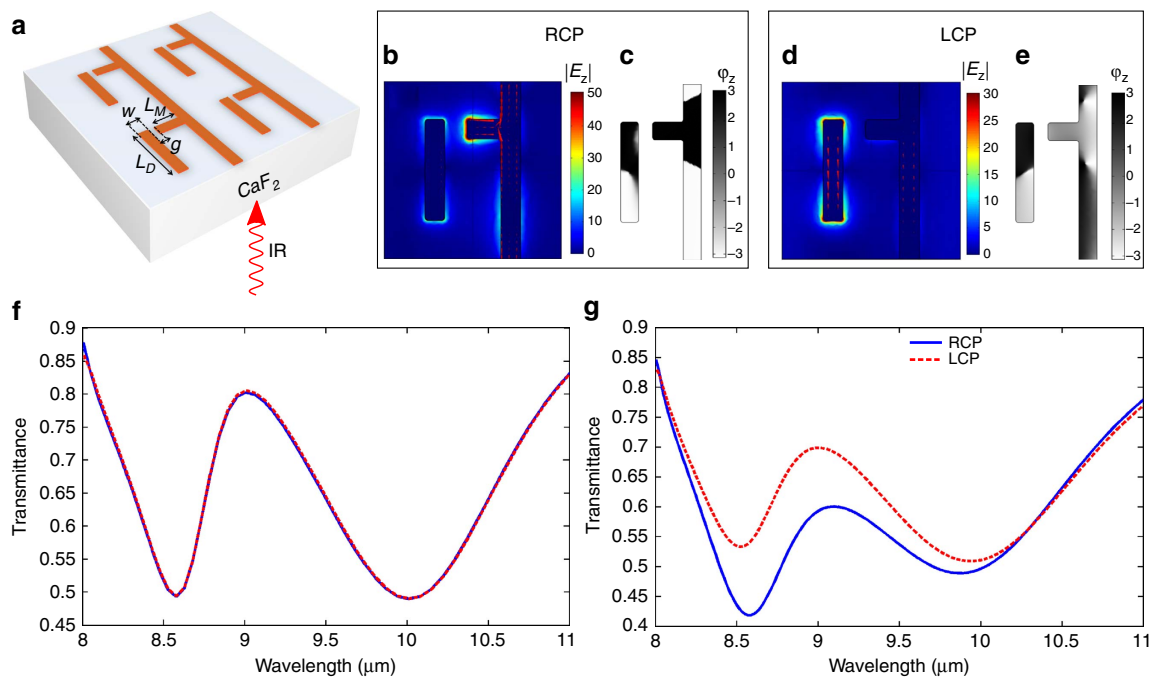 a
L_M
w
g
L_D
CaF_2
IR
RCP
b
|E_z|
50
45
40
35
30
25
20
15
10
5
0
c
φ_z
3
2
1
0
−1
−2
−3
LCP
d
|E_z|
30
25
20
15
10
5
0
e
φ_z
3
2
1
0
−1
−2
−3
f
0.9
0.85
0.8
0.75
0.7
0.65
0.6
0.55
0.5
0.45
Transmittance
8 8.5 9 9.5 10 10.5 11
Wavelength (μm)
g
0.9
0.85
0.8
0.75
0.7
0.65
0.6
0.55
0.5
0.45
0.4
Transmittance
RCP
LCP
8 8.5 9 9.5 10 10.5 11
Wavelength (μm)